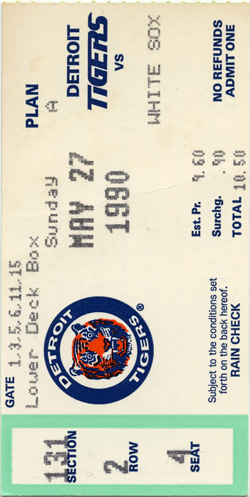 PLAN A
DETROIT
TIGERS
VS
WHITE SOX
NO REFUNDS
ADMIT ONE
GATE 1.3.5.6.11.15
Lower Deck Box
Sunday
MAY 27
1990
Est. Pr. 9.60
Surchg. .90
TOTAL 10.50
DETROIT TIGERS
Subject to the conditions set
forth on the back hereof.
RAIN CHECK
131 2 4
SECTION ROW SEAT